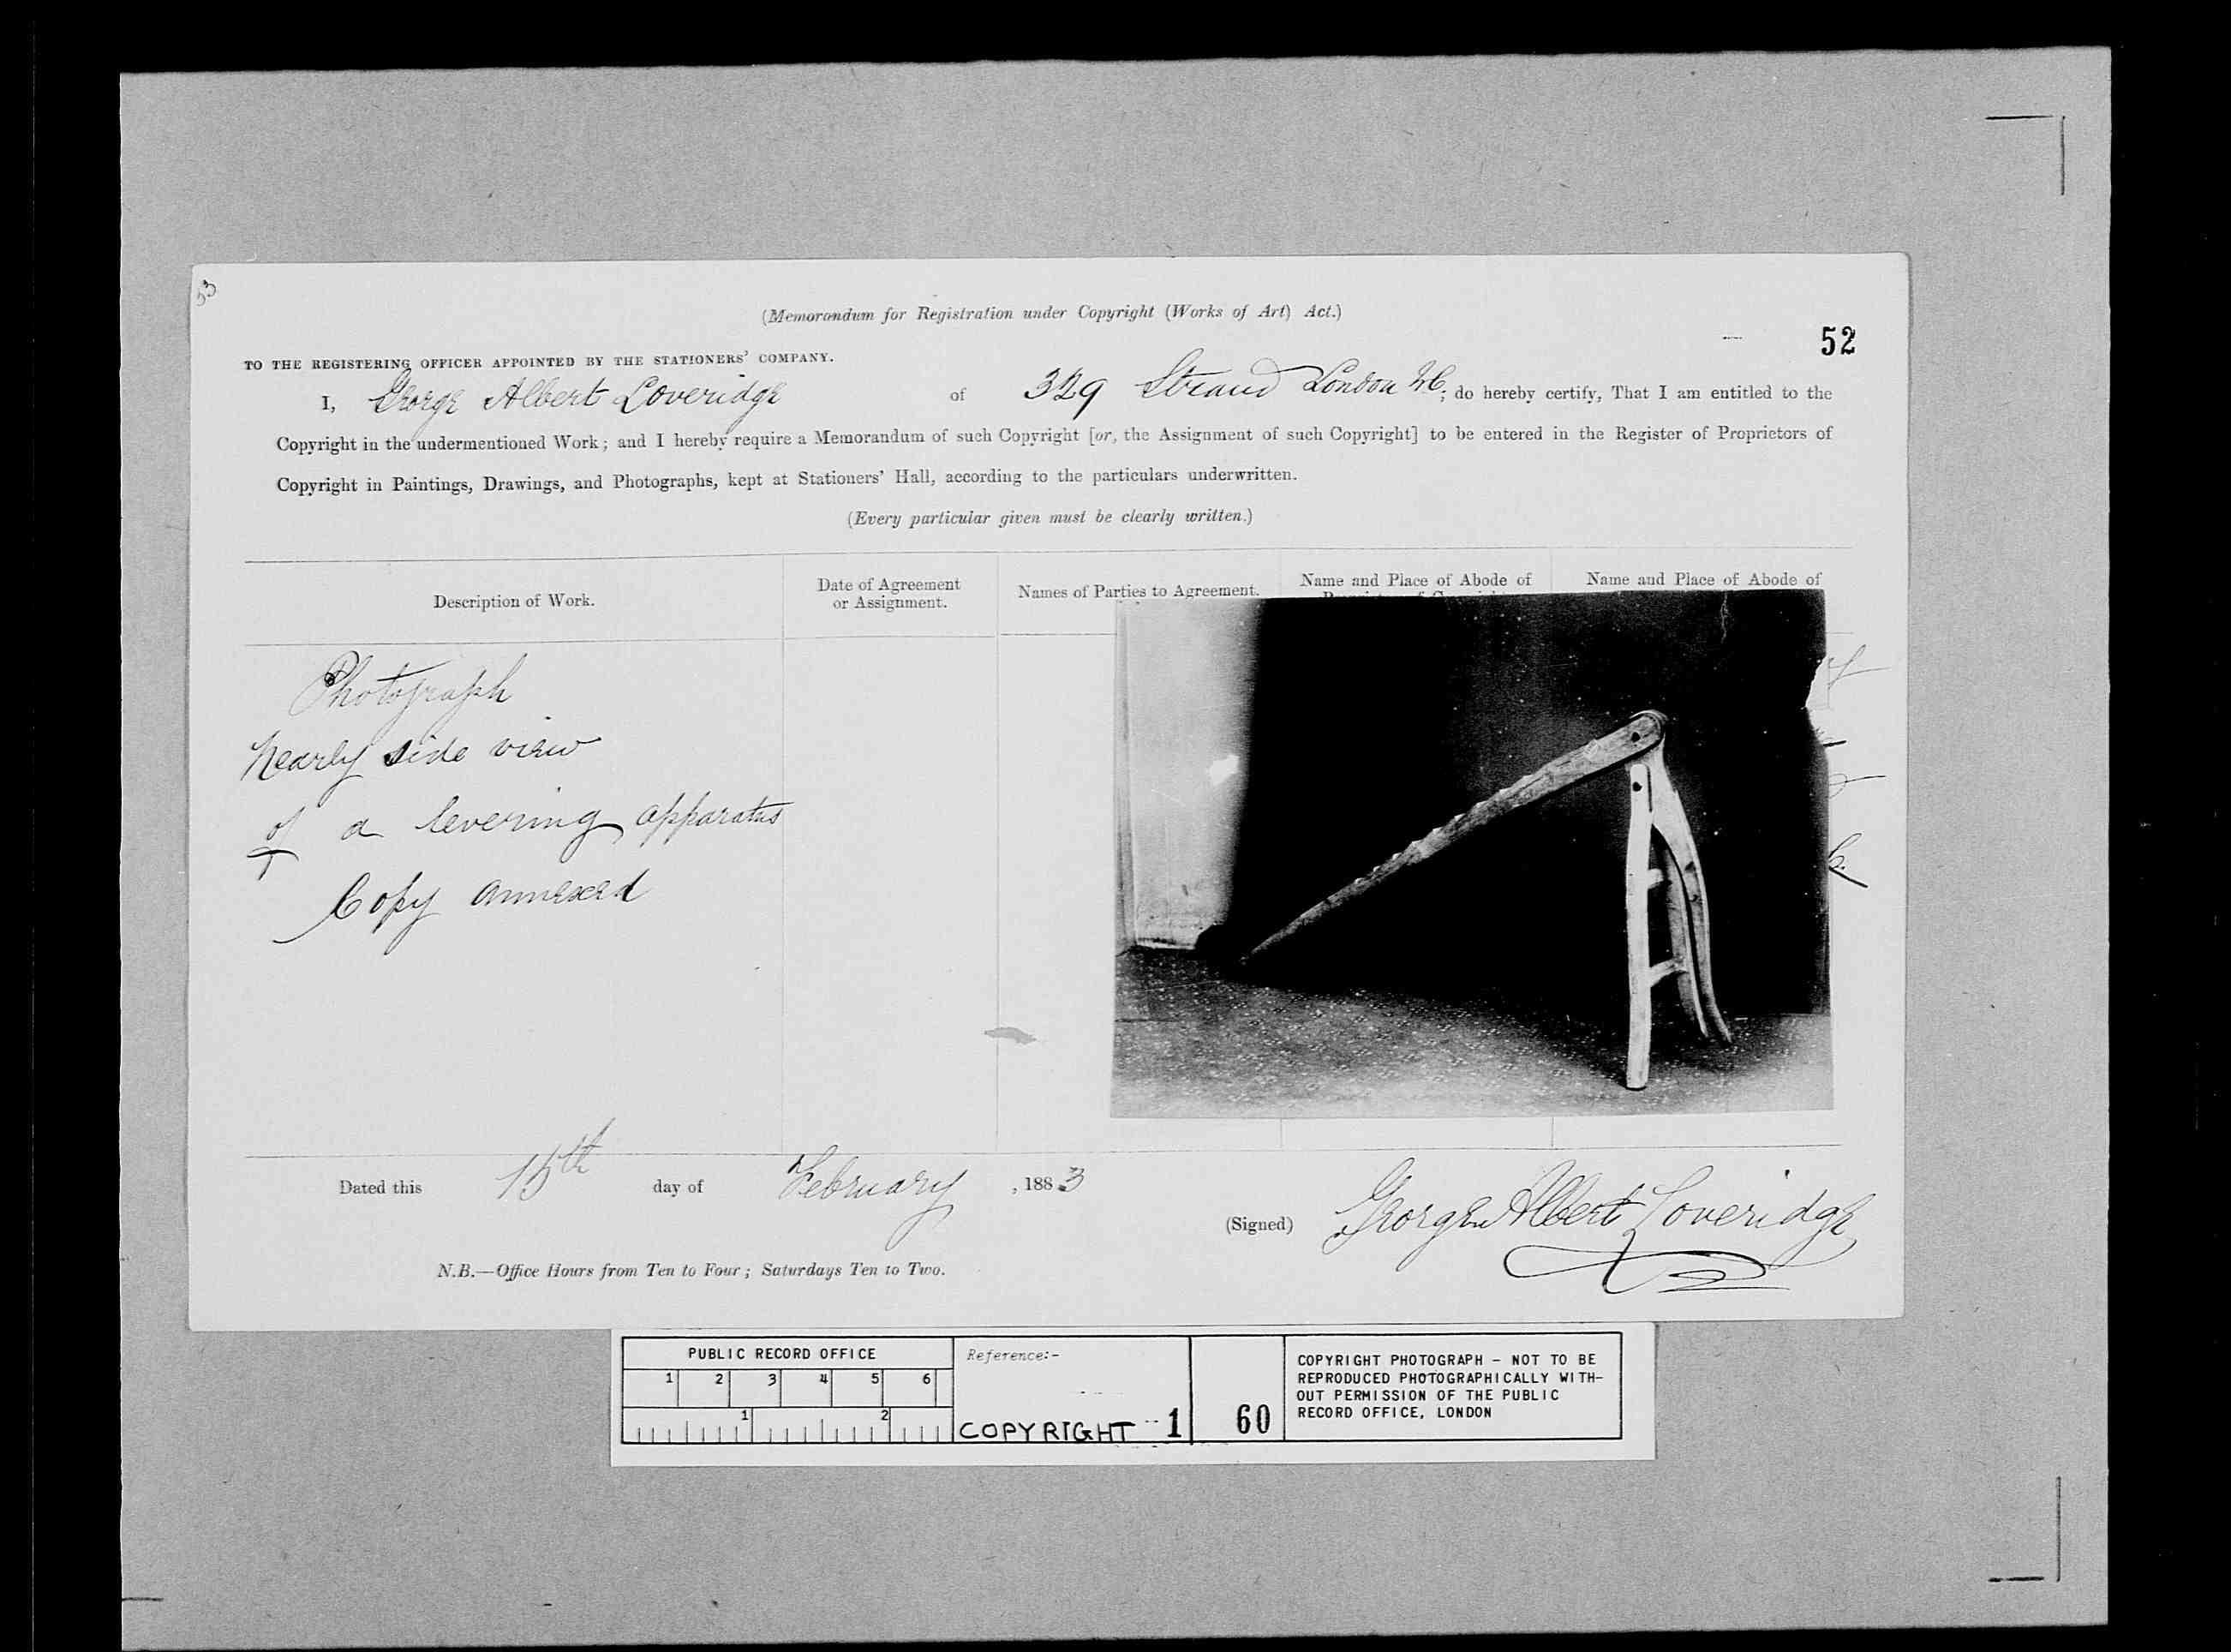 53
(Memorandum for Registration under Copyright (Works of Art) Act.)
52
TO THE REGISTERING OFFICER APPOINTED BY THE STATIONERS' COMPANY.
I, George Albert Loveridge of 329 Strand London W.C; do hereby certify, That I am entitled to the
Copyright in the undermentioned Work; and I hereby require a Memorandum of such Copyright [or, the Assignment of such Copyright] to be entered in the Register of Proprietors of
Copyright in Paintings, Drawings, and Photographs, kept at Stationers' Hall, according to the particulars underwritten.
(Every particular given must be clearly written.)
Description of Work.
Date of Agreement
or Assignment.
Names of Parties to Agreement.
Name and Place of Abode of
Name and Place of Abode of
Photograph
Nearly side view
of a levering apparatus
Copy annexed
Dated this 15th day of February, 1883
(Signed) George Albert Loveridge
N.B.—Office Hours from Ten to Four; Saturdays Ten to Two.
PUBLIC RECORD OFFICE
1 2 3 4 5 6
1 2
Reference:-
COPYRIGHT 1
60
COPYRIGHT PHOTOGRAPH - NOT TO BE
REPRODUCED PHOTOGRAPHICALLY WITH-
OUT PERMISSION OF THE PUBLIC
RECORD OFFICE, LONDON